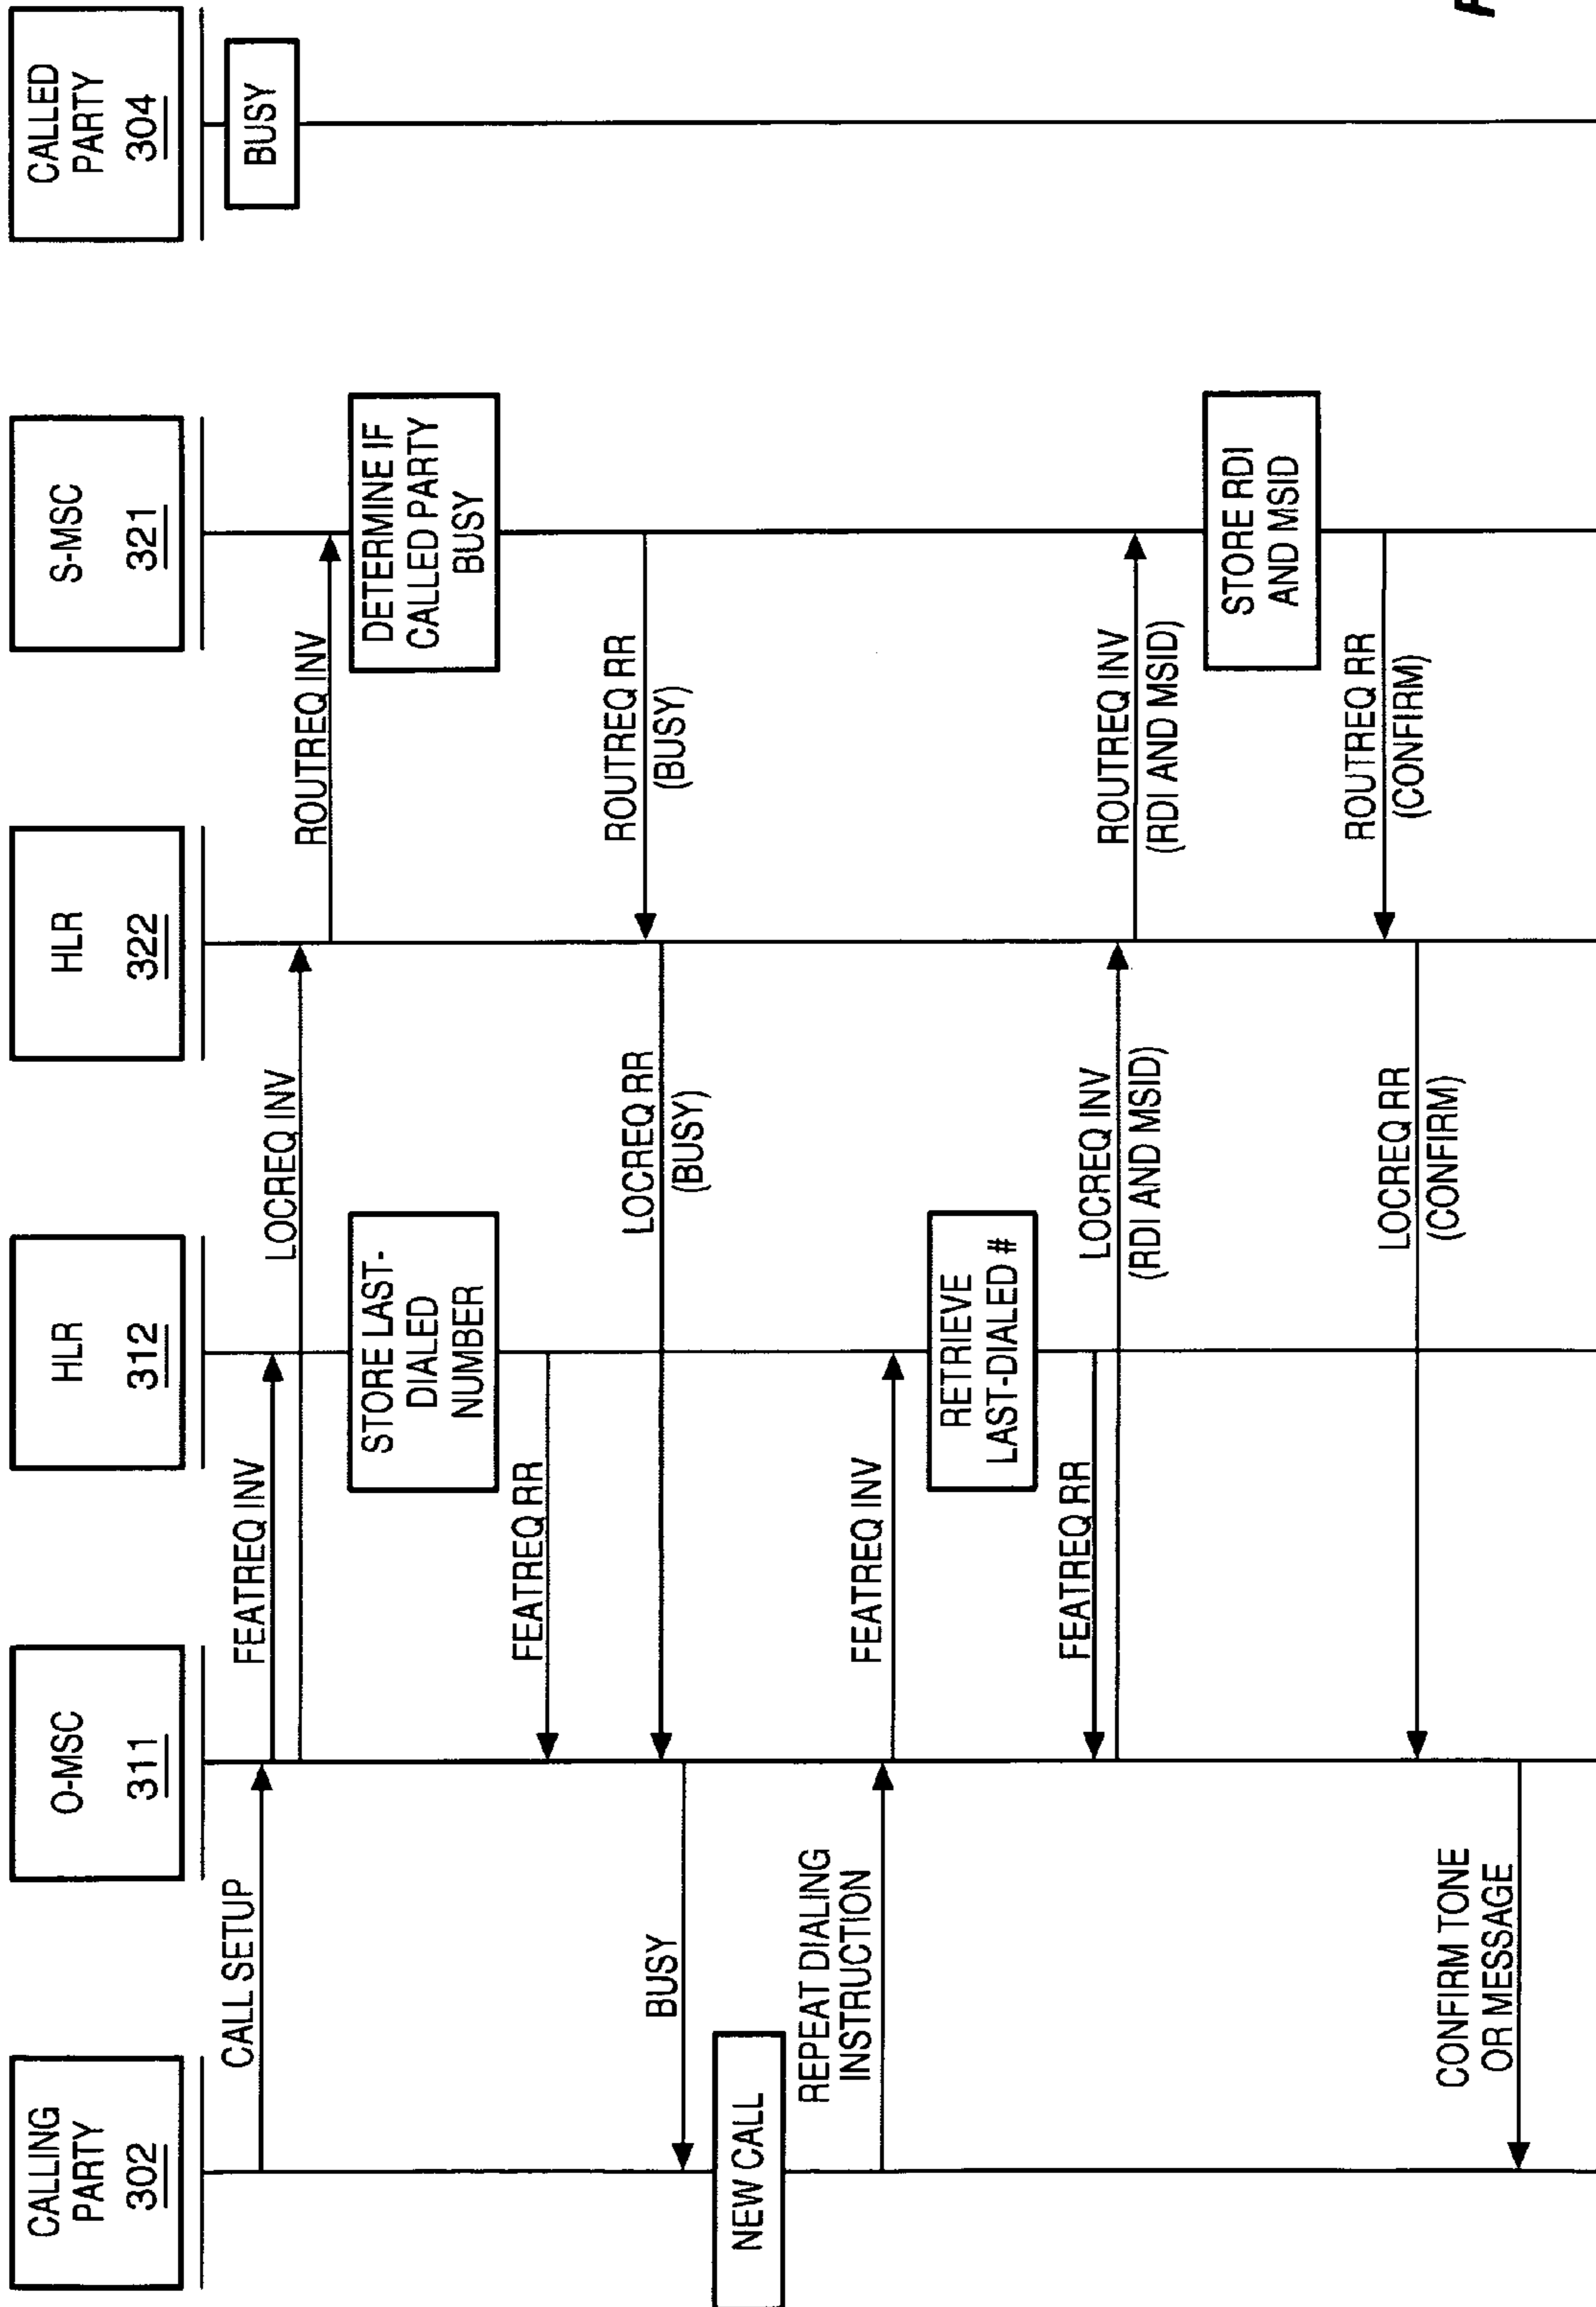 CALLING
PARTY
302
O-MSC
311
HLR
312
HLR
322
S-MSC
321
CALLED
PARTY
304
BUSY
CALL SETUP
FEATREQ INV
LOCREQ INV
ROUTREQ INV
STORE LAST-
DIALED
NUMBER
DETERMINE IF
CALLED PARTY
BUSY
FEATREQ RR
ROUTREQ RR
(BUSY)
LOCREQ RR
(BUSY)
BUSY
NEW CALL
REPEAT DIALING
INSTRUCTION
FEATREQ INV
RETRIEVE
LAST-DIALED #
FEATREQ RR
LOCREQ INV
(RDI AND MSID)
ROUTREQ INV
(RDI AND MSID)
STORE RDI
AND MSID
ROUTREQ RR
(CONFIRM)
LOCREQ RR
(CONFIRM)
CONFIRM TONE
OR MESSAGE